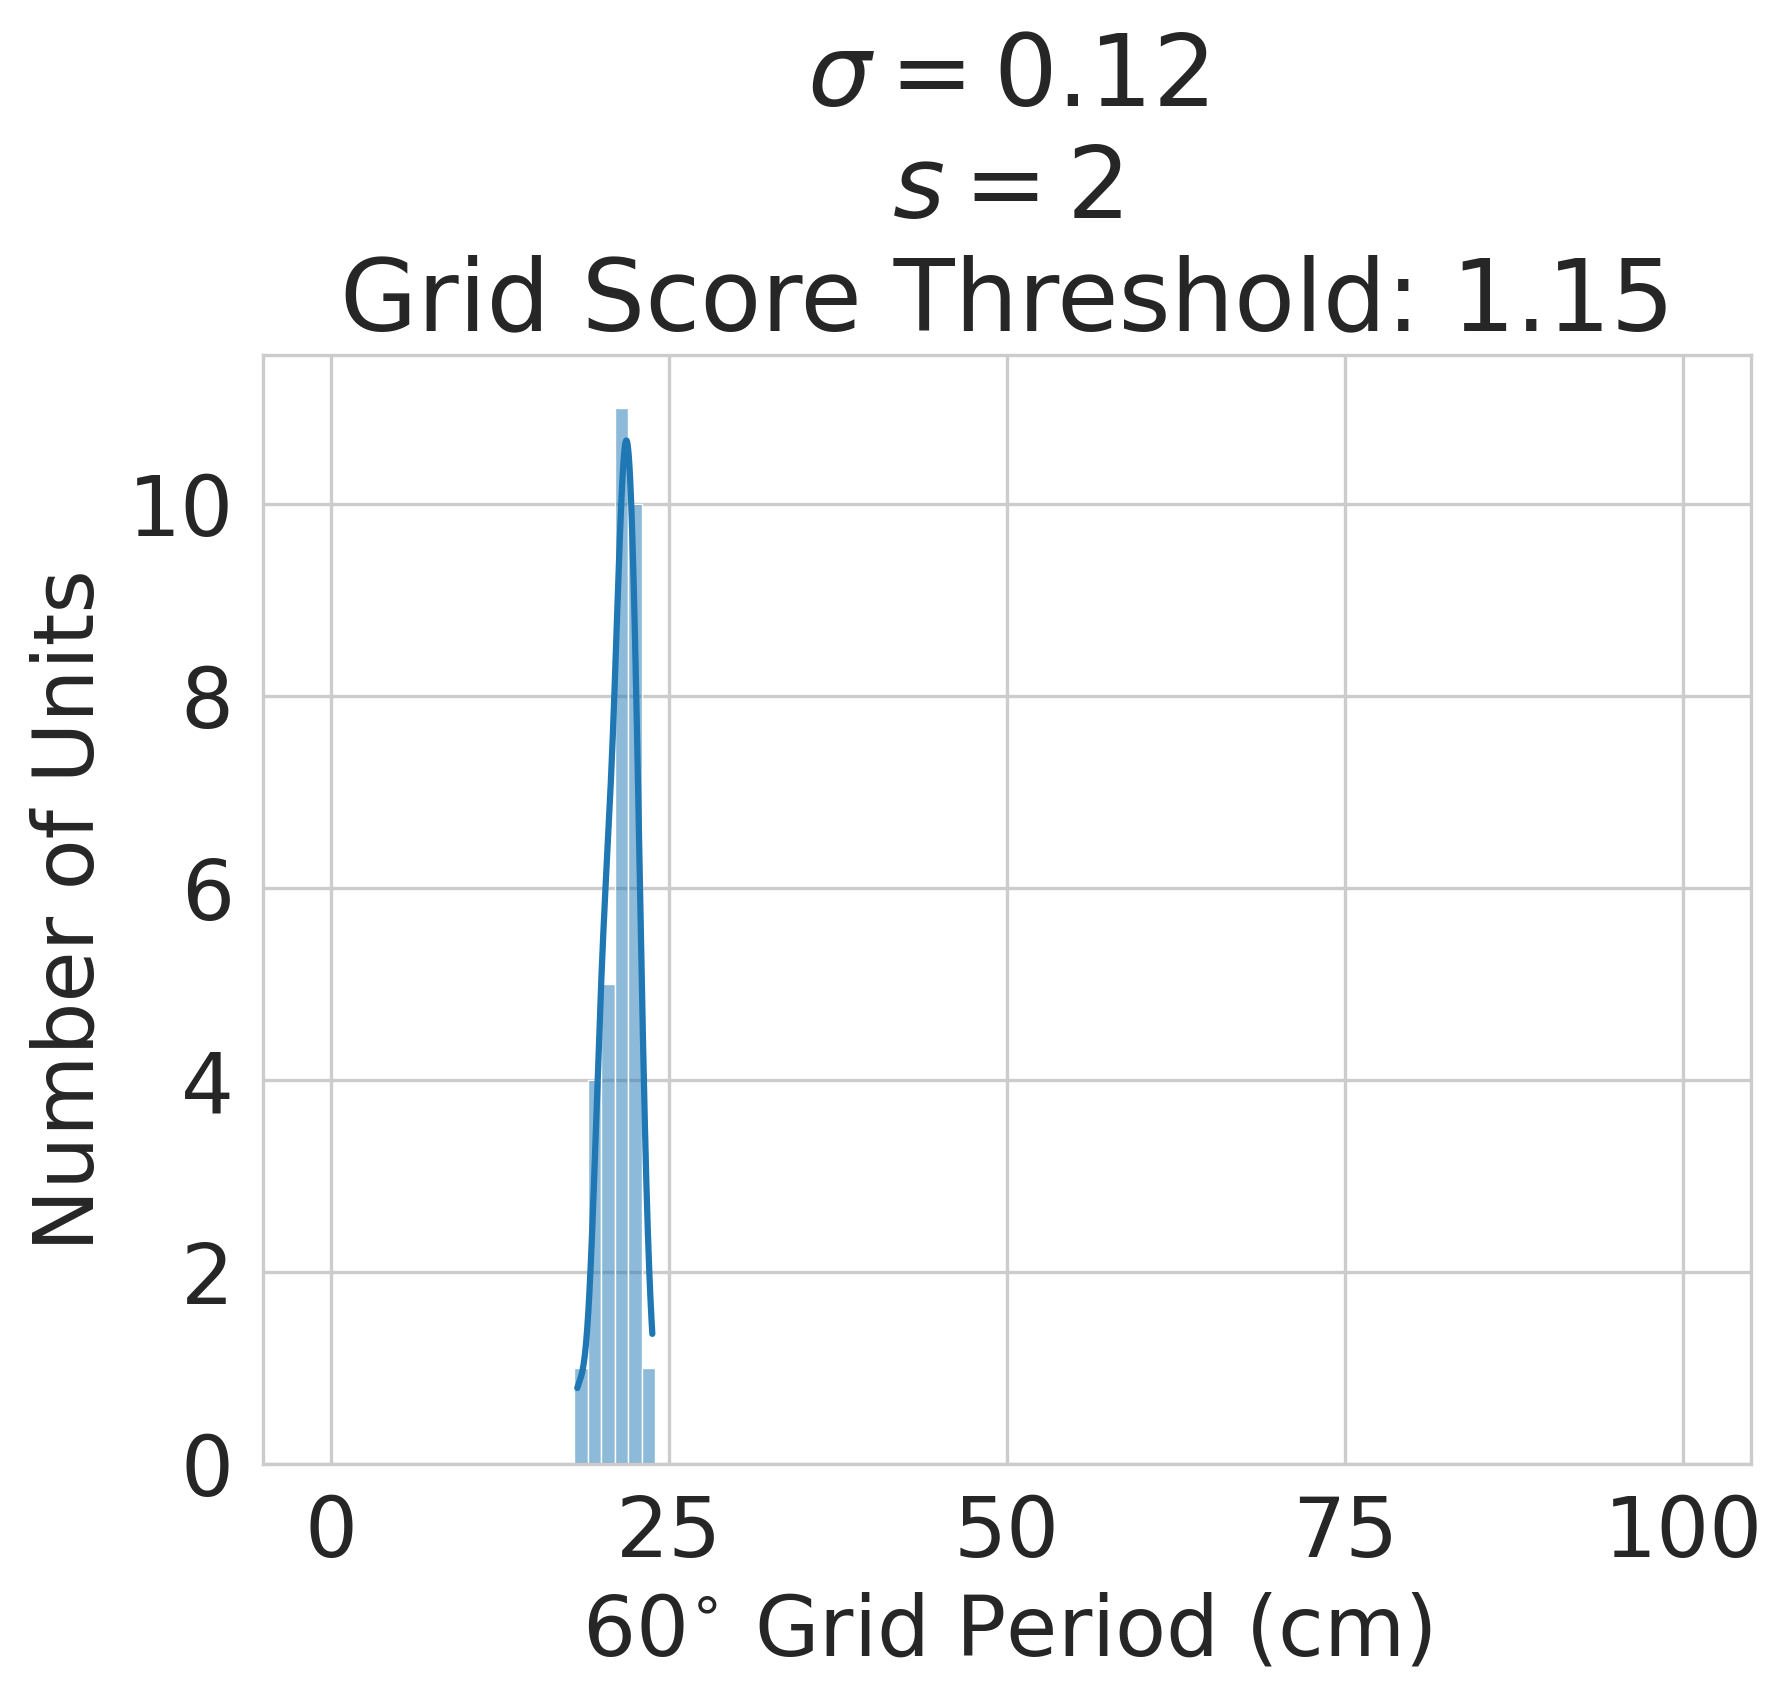 σ = 0.12
s = 2
Grid Score Threshold: 1.15
Number of Units
10
8
6
4
2
0
0 25 50 75 100
60° Grid Period (cm)